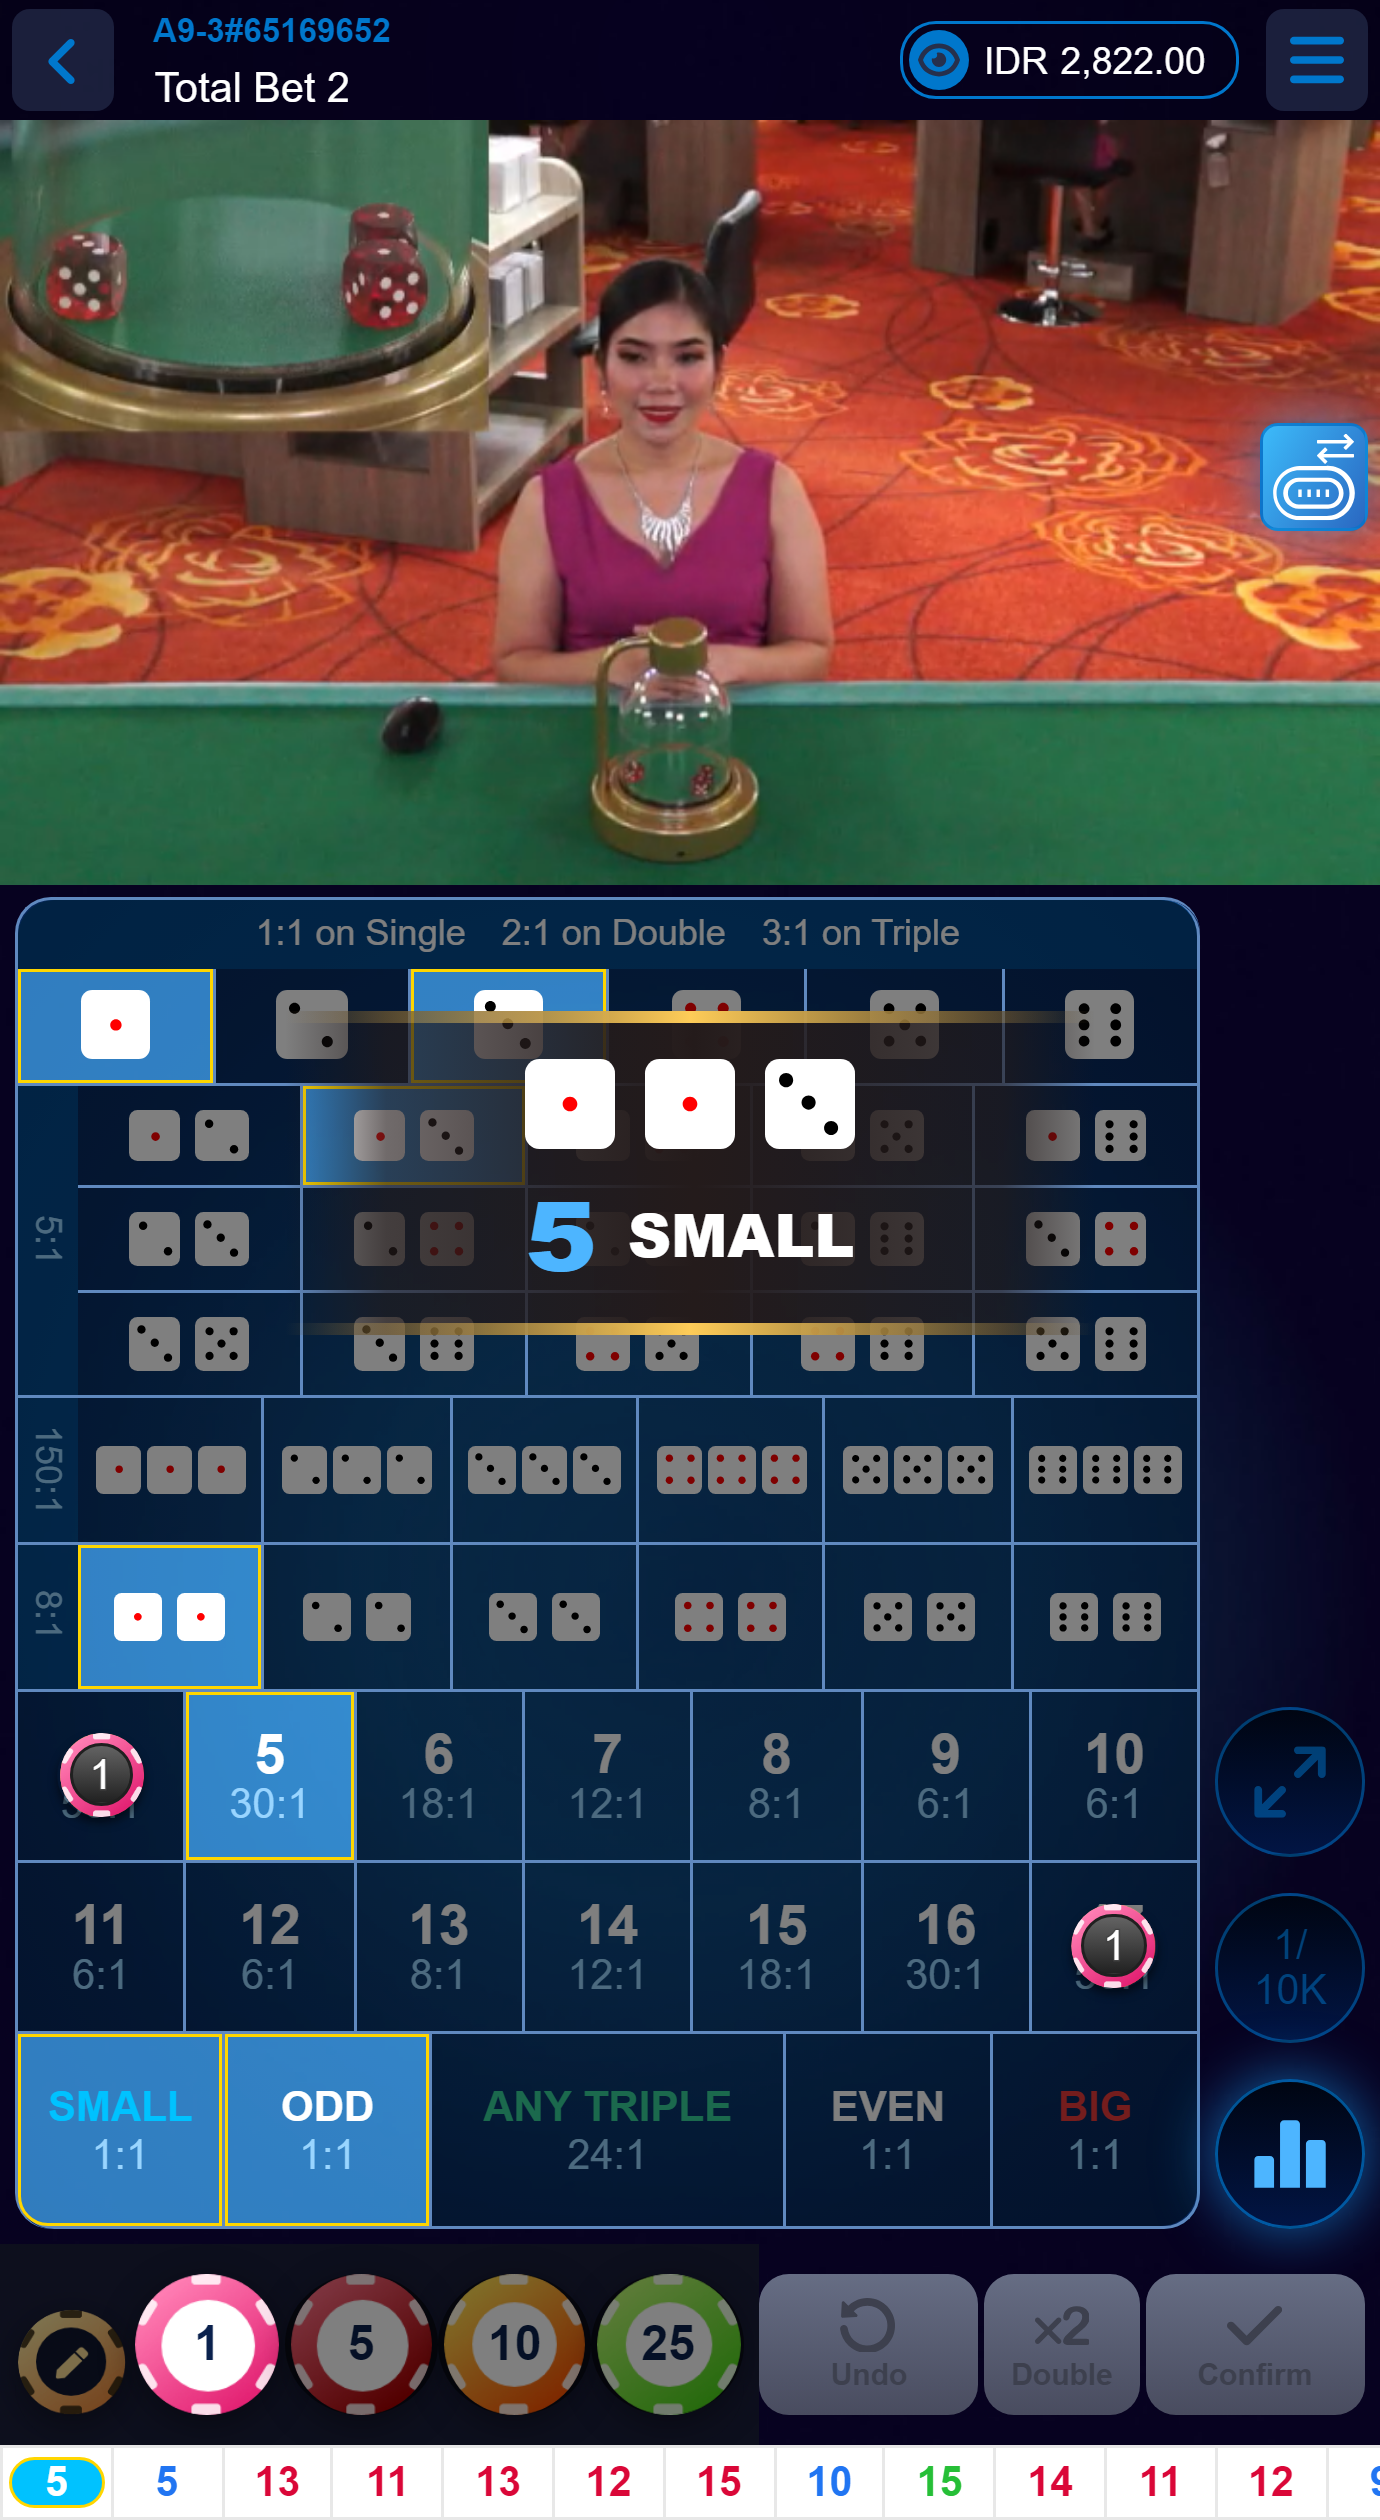 A9-3#65169652
Total Bet 2
IDR 2,822.00
1:1 on Single 2:1 on Double 3:1 on Triple
5 SMALL
5:1
150:1
8:1
1
5 6 7 8 9 10
30:1 18:1 12:1 8:1 6:1 6:1
11 12 13 14 15 16
1
6:1 6:1 8:1 12:1 18:1 30:1
1/
10K
SMALL ODD ANY TRIPLE EVEN BIG
1:1 1:1 24:1 1:1 1:1
1 5 10 25
x2
Undo Double Confirm
5 5 13 11 13 12 15 10 15 14 11 12